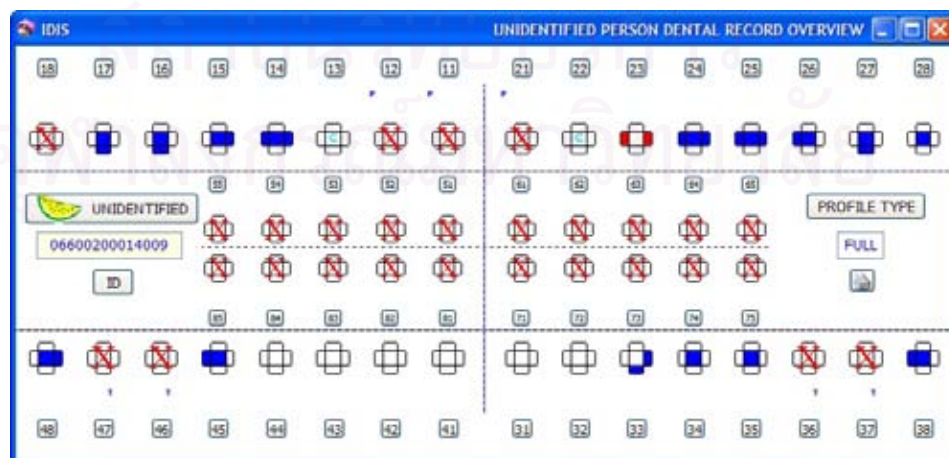 IDIS UNIDENTIFIED PERSON DENTAL RECORD OVERVIEW
18 17 16 15 14 13 12 11 21 22 23 24 25 26 27 28
P P P
C C
55 54 53 52 51 61 62 63 64 65
UNIDENTIFIED PROFILE TYPE
06600200014009 FULL
ID
85 84 83 82 81 71 72 73 74 75
T T T T
48 47 46 45 44 43 42 41 31 32 33 34 35 36 37 38